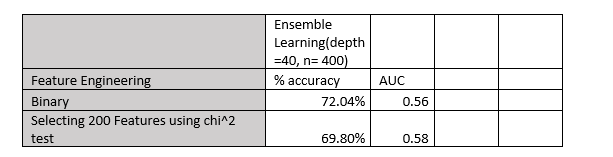 Ensemble
Learning(depth
=40, n= 400)
Feature Engineering % accuracy AUC
Binary 72.04% 0.56
Selecting 200 Features using chi^2
test 69.80% 0.58